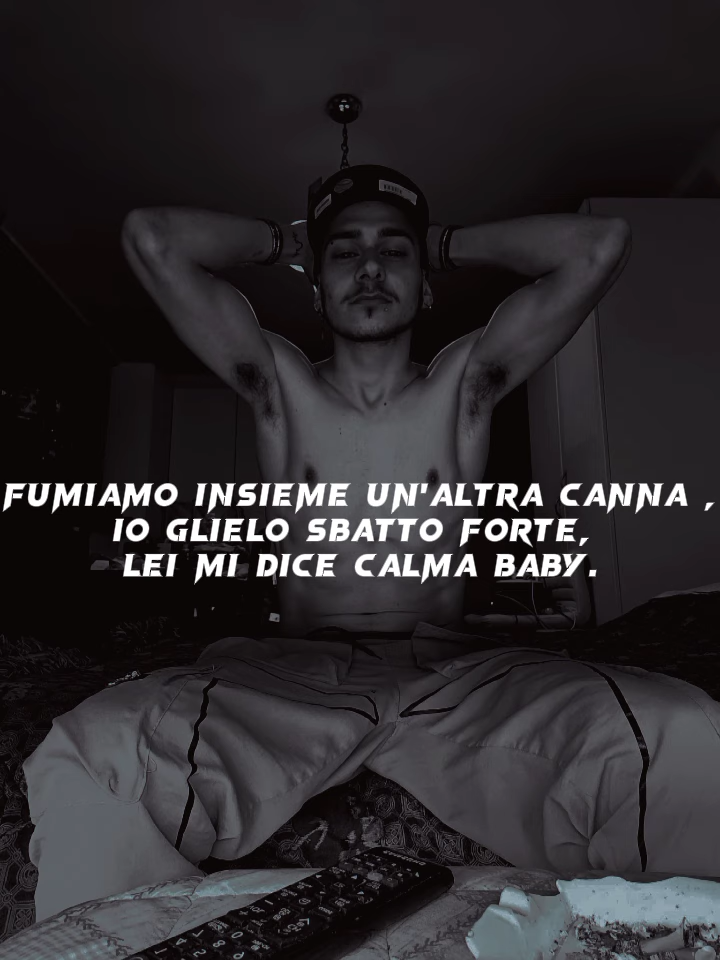 FUMIAMO INSIEME UN'ALTRA CANNA ,
IO GLIELO SBATTO FORTE,
LEI MI DICE CALMA BABY.